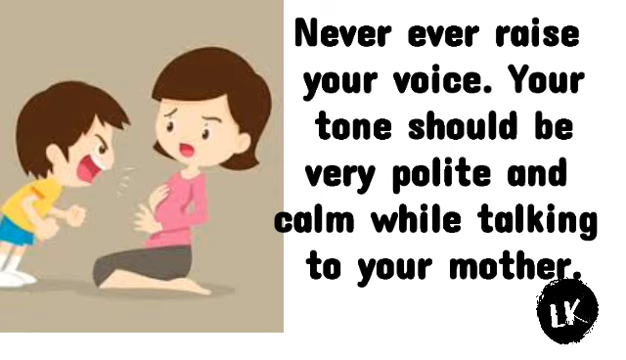 Never ever raise
your voice. Your
tone should be
very polite and
calm while talking
to your mother.
LK